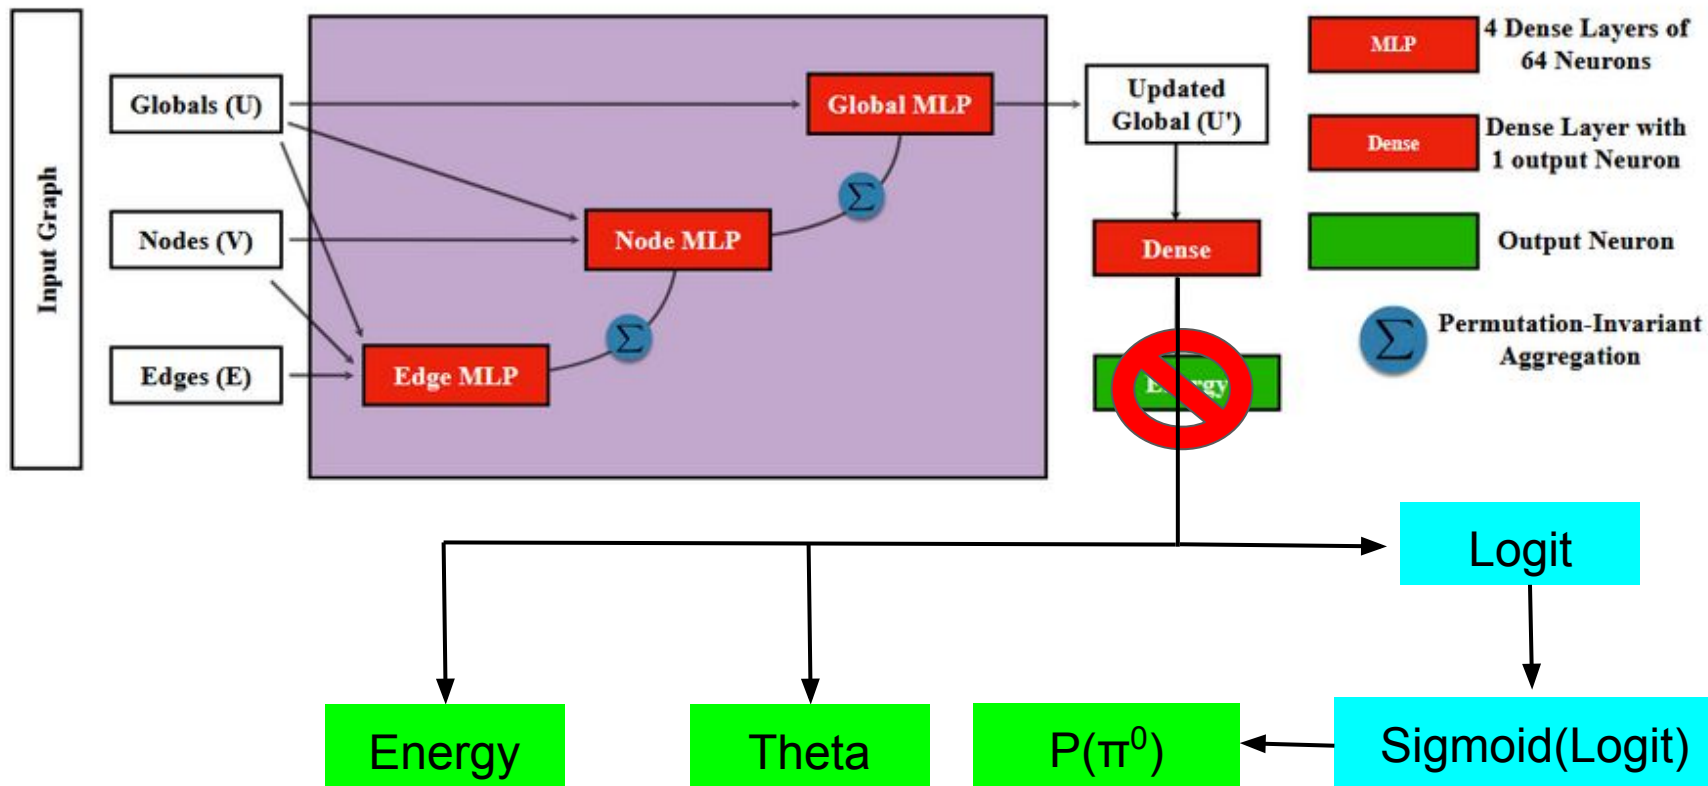 Input Graph
Globals (U)
Nodes (V)
Edges (E)
Global MLP
Σ
Node MLP
Σ
Edge MLP
Updated
Global (U')
Dense
MLP
4 Dense Layers of
64 Neurons
Dense
Dense Layer with
1 output Neuron
Output Neuron
Σ
Permutation-Invariant
Aggregation
Energy
Logit
Energy
Theta
P(π⁰)
Sigmoid(Logit)